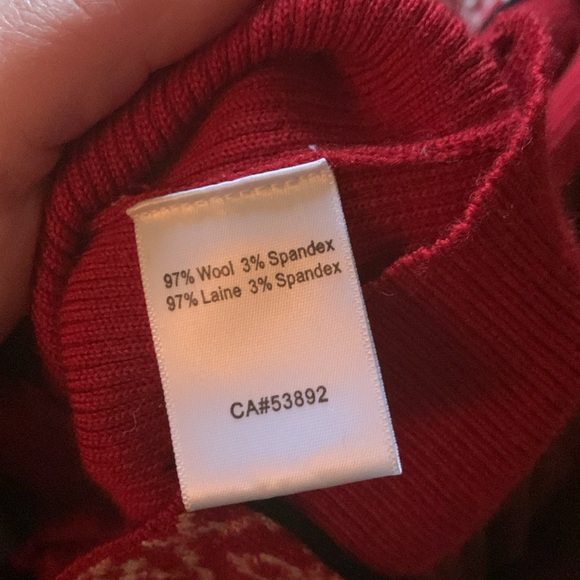 97% Wool 3% Spandex
97% Laine 3% Spandex
CA#53892